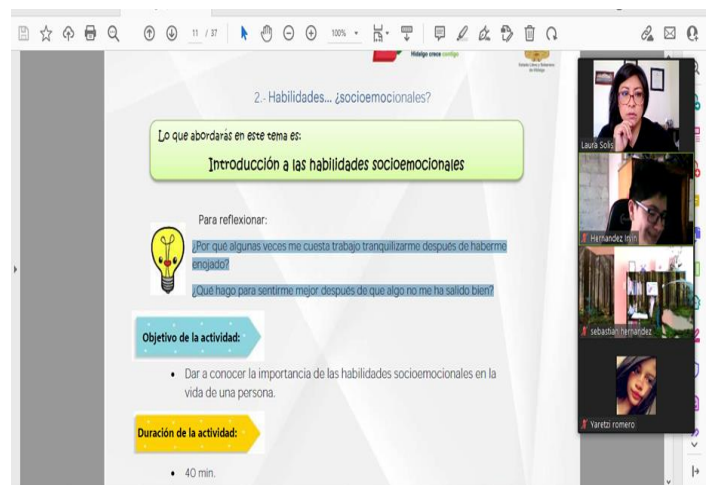 11 / 37
100%
Hidalgo crece contigo
2.- Habilidades... ¿socioemocionales?
Lo que abordarás en este tema es:
Introducción a las habilidades socioemocionales
Para reflexionar:
¿Por qué algunas veces me cuesta trabajo tranquilizarme después de haberme
enojado?
¿Qué hago para sentirme mejor después de que algo no me ha salido bien?
Objetivo de la actividad:
• Dar a conocer la importancia de las habilidades socioemocionales en la
vida de una persona.
Duración de la actividad:
• 40 min.
Laura Solis
Hernandez Irvin
sebastian hernandez
Yaretzi romero